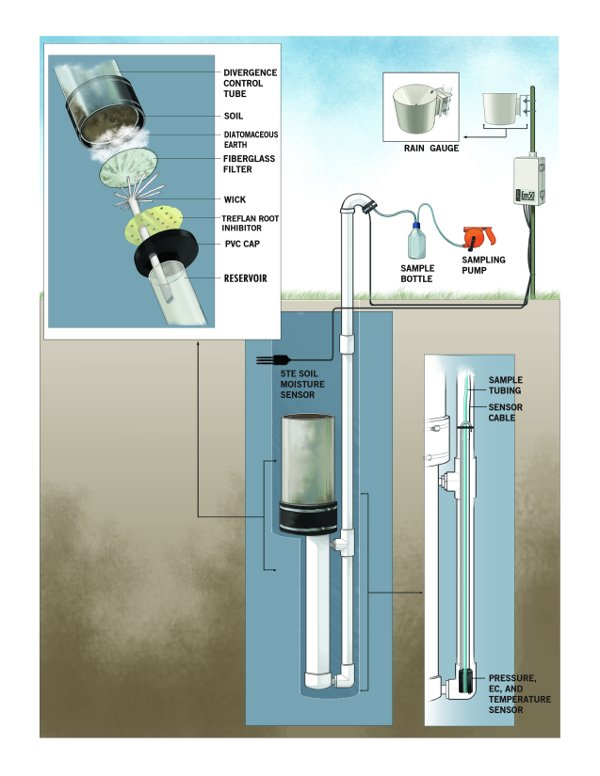 DIVERGENCE
CONTROL
TUBE
SOIL
DIATOMACEOUS
EARTH
FIBERGLASS
FILTER
WICK
TREFLAN ROOT
INHIBITOR
PVC CAP
RESERVOIR
RAIN GAUGE
Em50
SAMPLE
BOTTLE
SAMPLING
PUMP
5TE SOIL
MOISTURE
SENSOR
SAMPLE
TUBING
SENSOR
CABLE
PRESSURE,
EC, AND
TEMPERATURE
SENSOR